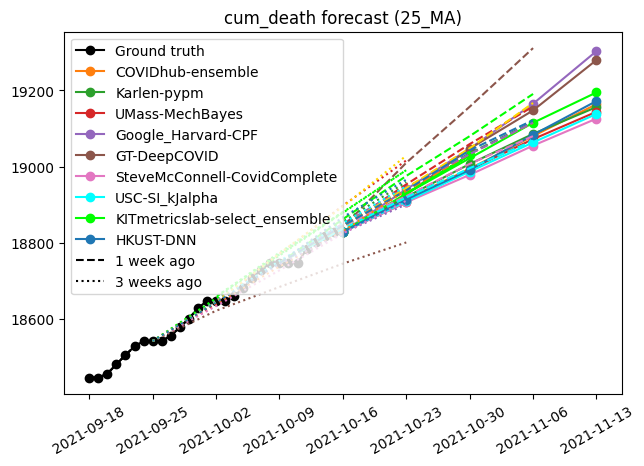 cum_death forecast (25_MA)
Ground truth
COVIDhub-ensemble
Karlen-pypm
UMass-MechBayes
Google_Harvard-CPF
GT-DeepCOVID
SteveMcConnell-CovidComplete
USC-SI_kJalpha
KITmetricslab-select_ensemble
HKUST-DNN
1 week ago
3 weeks ago
19200
19000
18800
18600
2021-09-18
2021-09-25
2021-10-02
2021-10-09
2021-10-16
2021-10-23
2021-10-30
2021-11-06
2021-11-13